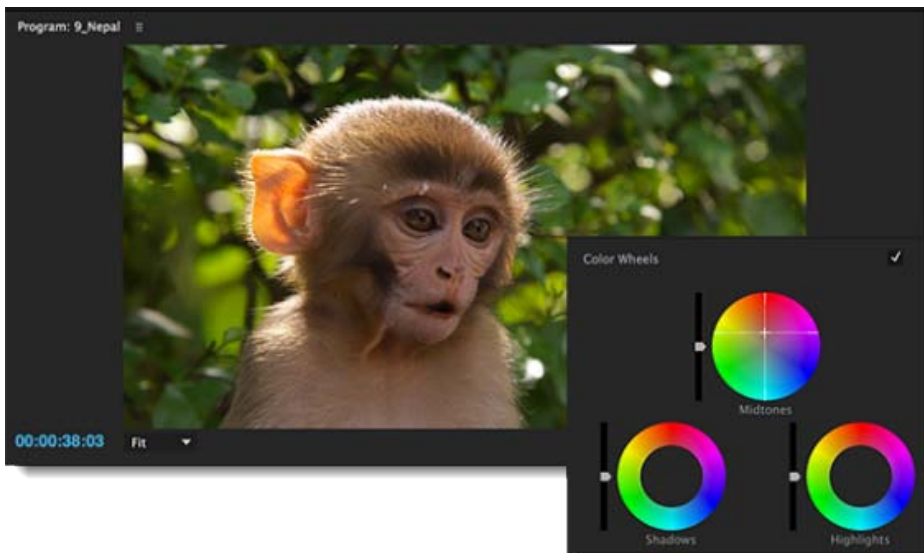 Program: 9_Nepal
Color Wheels
Midtones
00:00:38:03
Fit
Shadows
Highlights